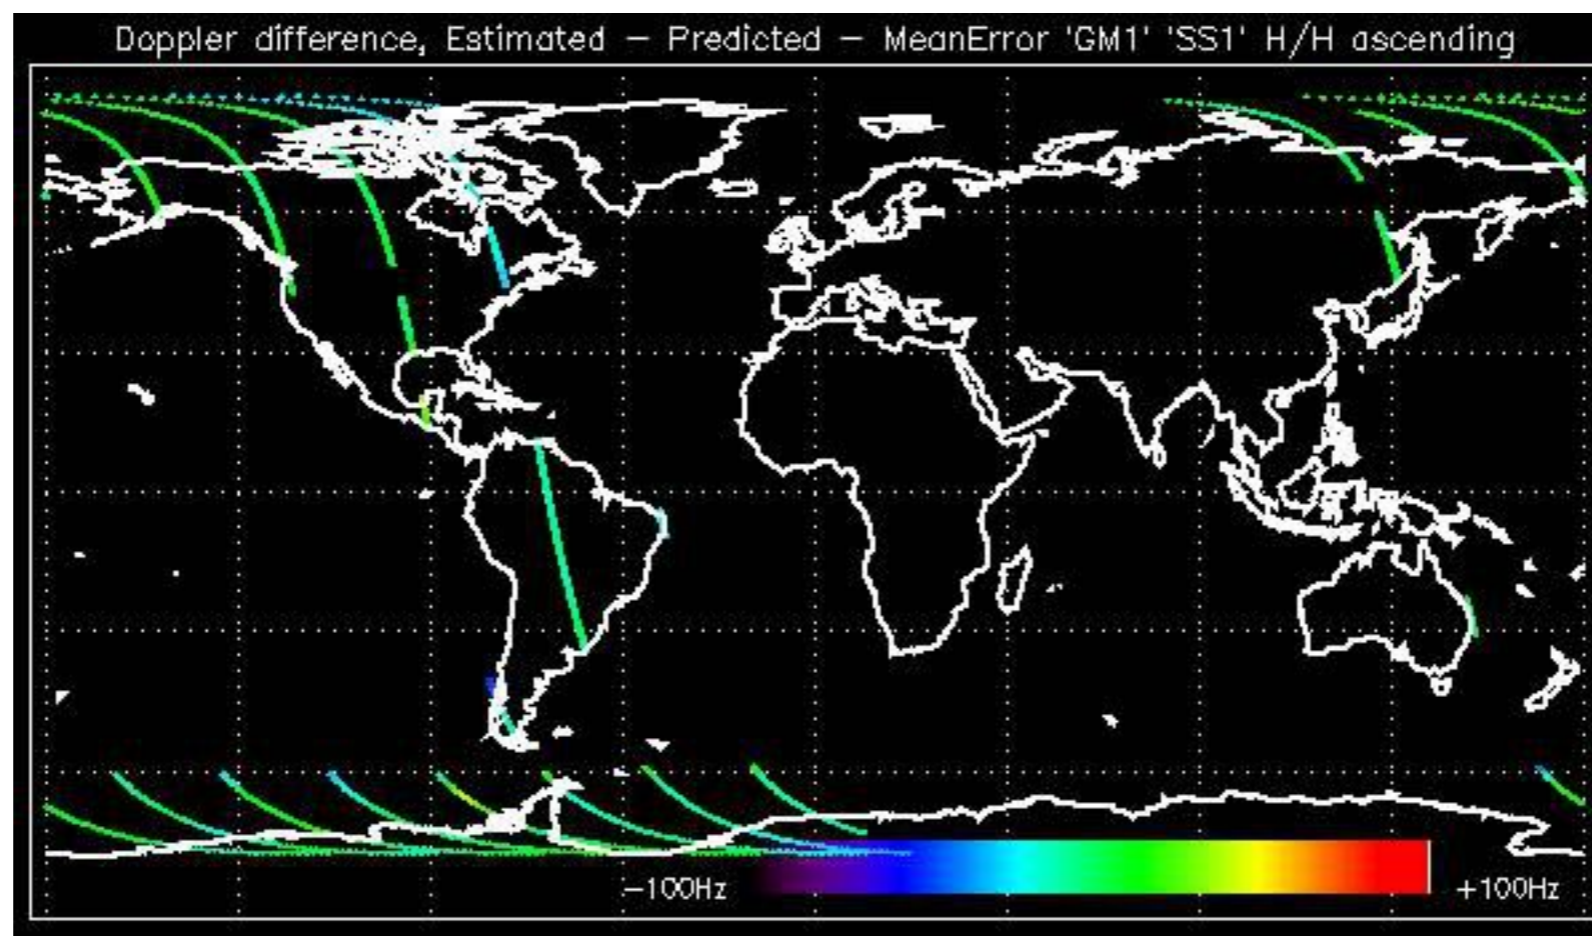 Doppler difference, Estimated — Predicted — MeanError 'GM1' 'SS1' H/H ascending
−100Hz
+100Hz